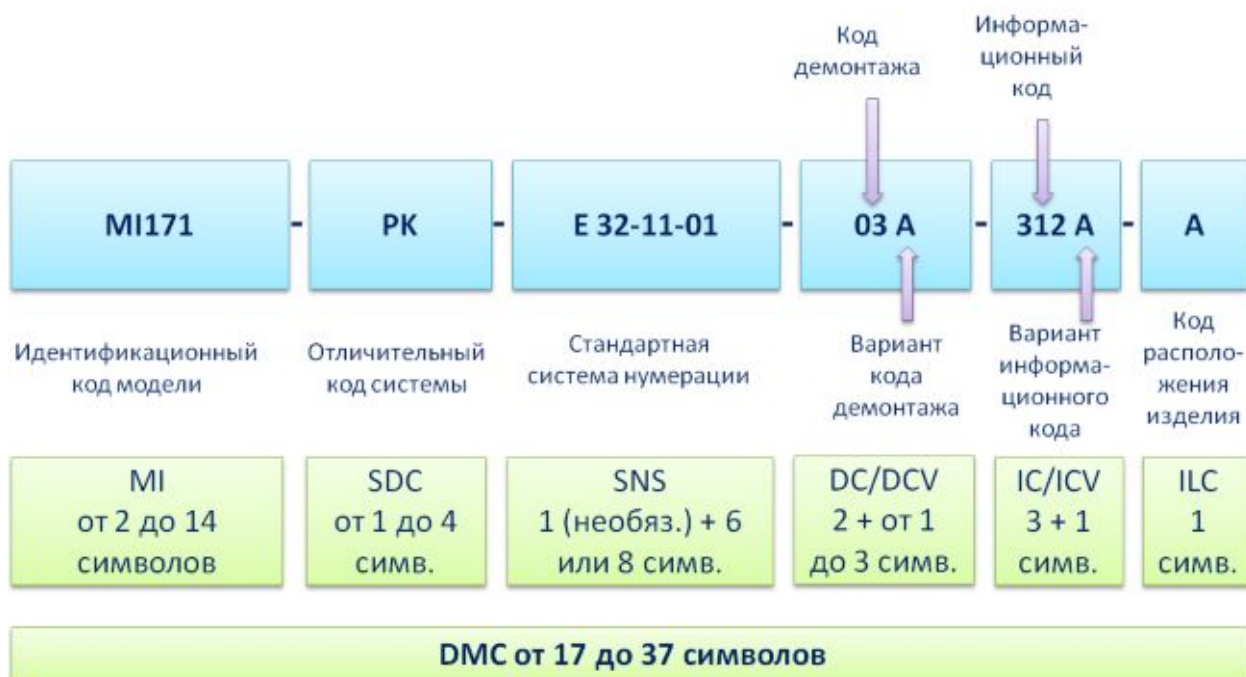 Код
демонтажа
Информа-
ционный
код
MI171 - PK - E 32-11-01 - 03 A - 312 A - A
Идентификационный
код модели
Отличительный
код системы
Стандартная
система нумерации
Вариант
кода
демонтажа
Вариант
информа-
ционного
кода
Код
располо-
жения
изделия
MI
от 2 до 14
символов
SDC
от 1 до 4
симв.
SNS
1 (необяз.) + 6
или 8 симв.
DC/DCV
2 + от 1
до 3 симв.
IC/ICV
3 + 1
симв.
ILC
1
симв.
DMC от 17 до 37 символов